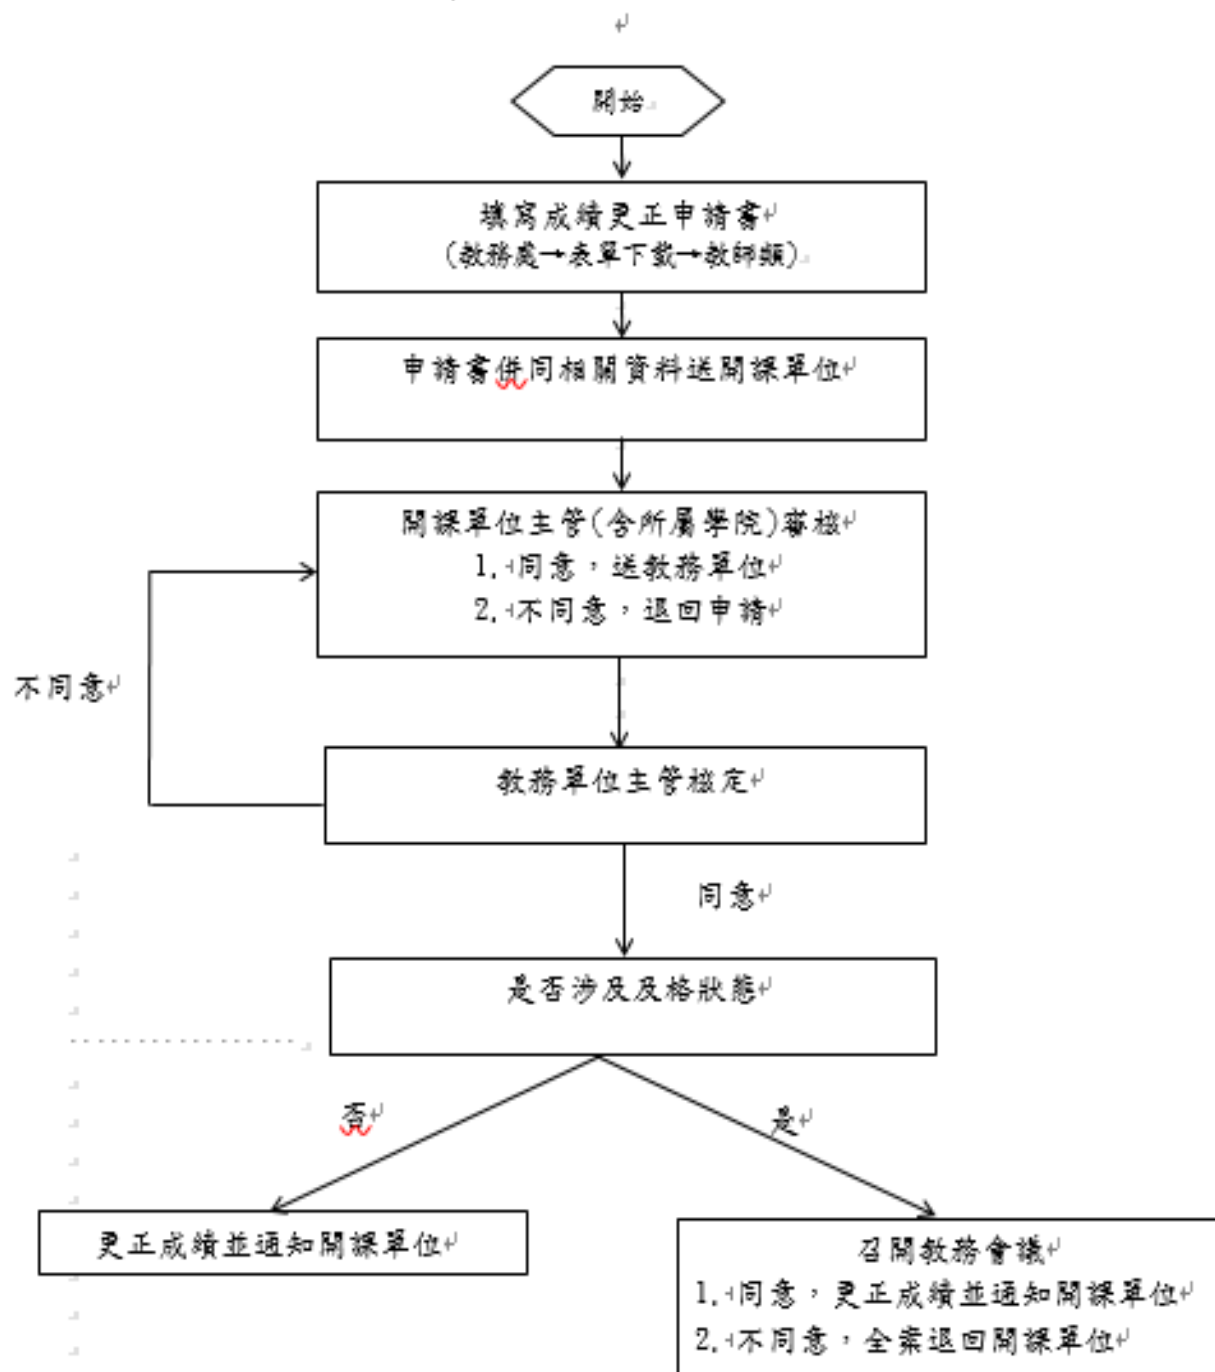 開始
填寫成績更正申請書
(教務處→表單下載→教師類)
申請書併同相關資料送開課單位
開課單位主管(含所屬學院)審核
1. 同意，送教務單位
2. 不同意，退回申請
不同意
教務單位主管核定
同意
是否涉及及格狀態
否
是
更正成績並通知開課單位
召開教務會議
1. 同意，更正成績並通知開課單位
2. 不同意，全案退回開課單位